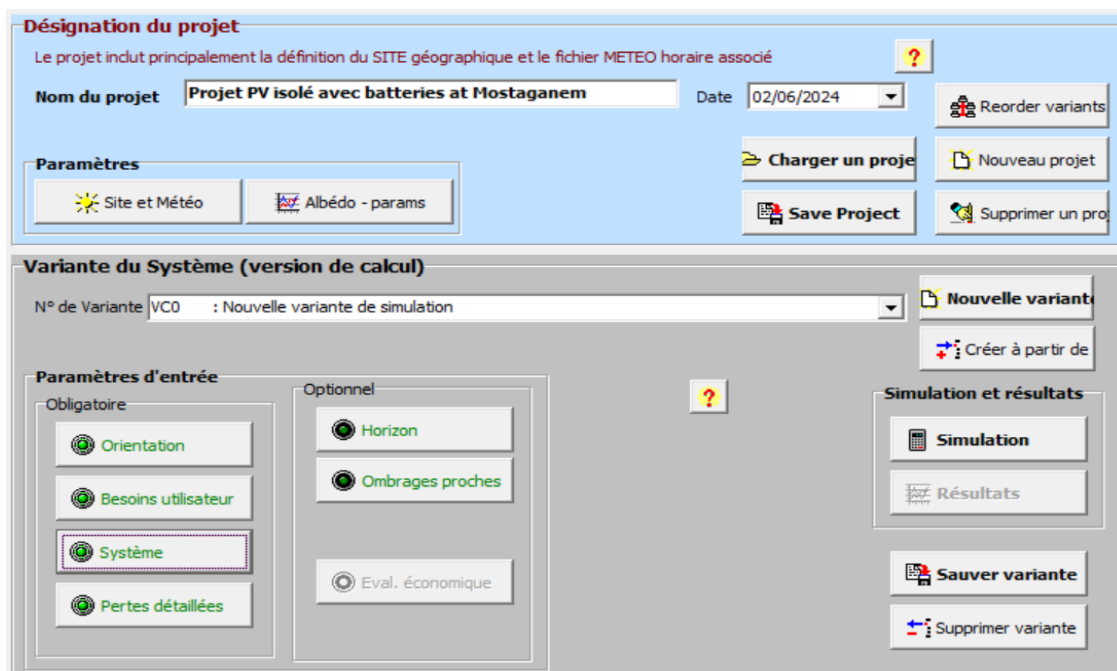 Désignation du projet
Le projet inclut principalement la définition du SITE géographique et le fichier METEO horaire associé
?
Nom du projet Projet PV isolé avec batteries at Mostaganem Date 02/06/2024
Reorder variants
Paramètres
Site et Météo Albédo - params
Charger un proje Nouveau projet
Save Project Supprimer un proj
Variante du Système (version de calcul)
N° de Variante VC0 : Nouvelle variante de simulation
Nouvelle variante
Créer à partir de
Paramètres d'entrée
Obligatoire
Orientation
Besoins utilisateur
Système
Pertes détaillées
Optionnel
Horizon
Ombrages proches
Eval. économique
?
Simulation et résultats
Simulation
Résultats
Sauver variante
Supprimer variante